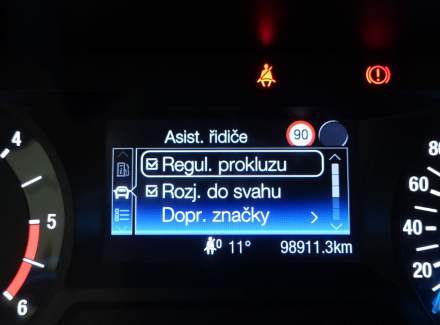 Asist. řidiče 90
Regul. prokluzu
Rozj. do svahu
Dopr. značky
0 11° 98911.3km
4
5
6
80
60
40
20